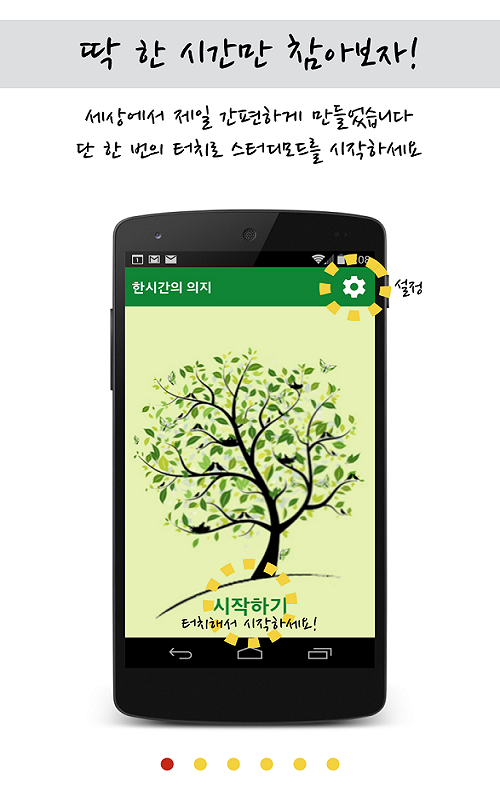 딱 한 시간만 참아보자!
세상에서 제일 간편하게 만들었습니다
단 한 번의 터치로 스터디모드를 시작하세요
한시간의 의지
설정
시작하기
터치해서 시작하세요!